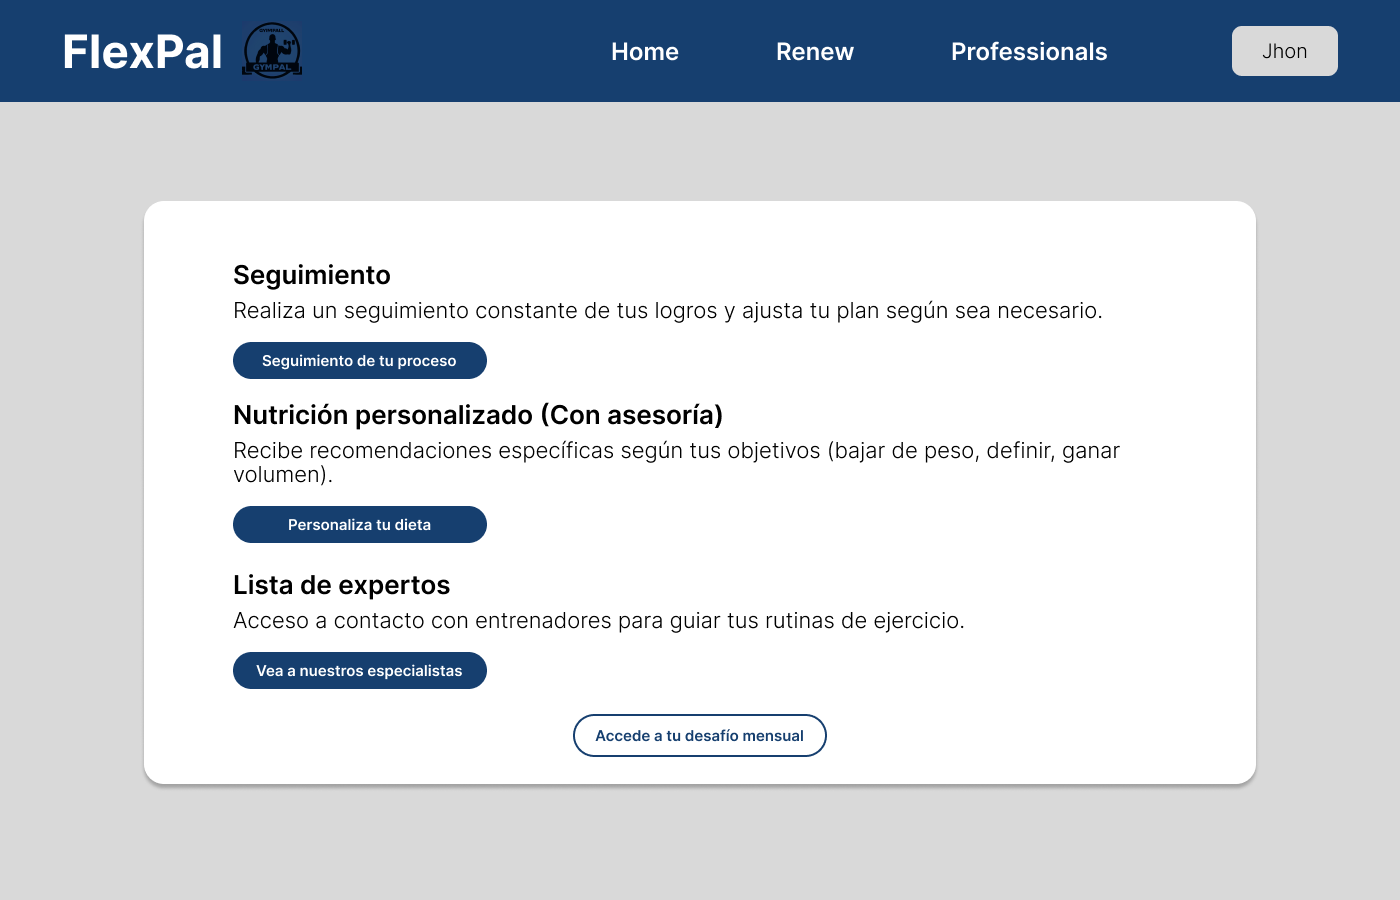 FlexPal
GYMPAL
Home
Renew
Professionals
Jhon
Seguimiento
Realiza un seguimiento constante de tus logros y ajusta tu plan según sea necesario.
Seguimiento de tu proceso
Nutrición personalizado (Con asesoría)
Recibe recomendaciones específicas según tus objetivos (bajar de peso, definir, ganar
volumen).
Personaliza tu dieta
Lista de expertos
Acceso a contacto con entrenadores para guiar tus rutinas de ejercicio.
Vea a nuestros especialistas
Accede a tu desafío mensual